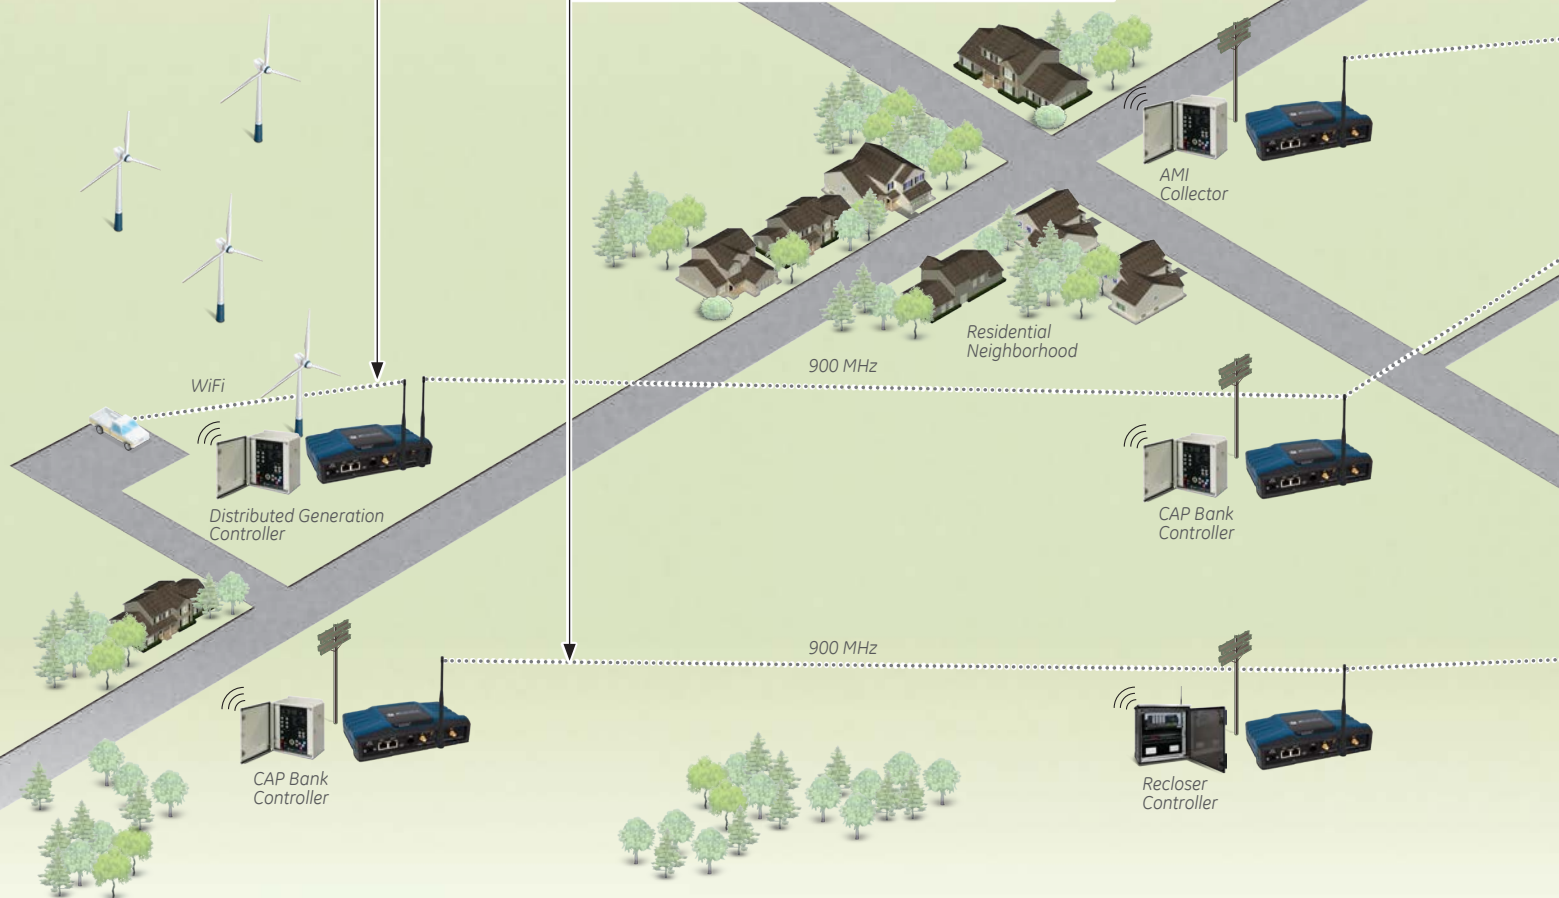 AMI
Collector
Residential
Neighborhood
900 MHz
WiFi
CAP Bank
Controller
Distributed Generation
Controller
900 MHz
CAP Bank
Controller
Recloser
Controller